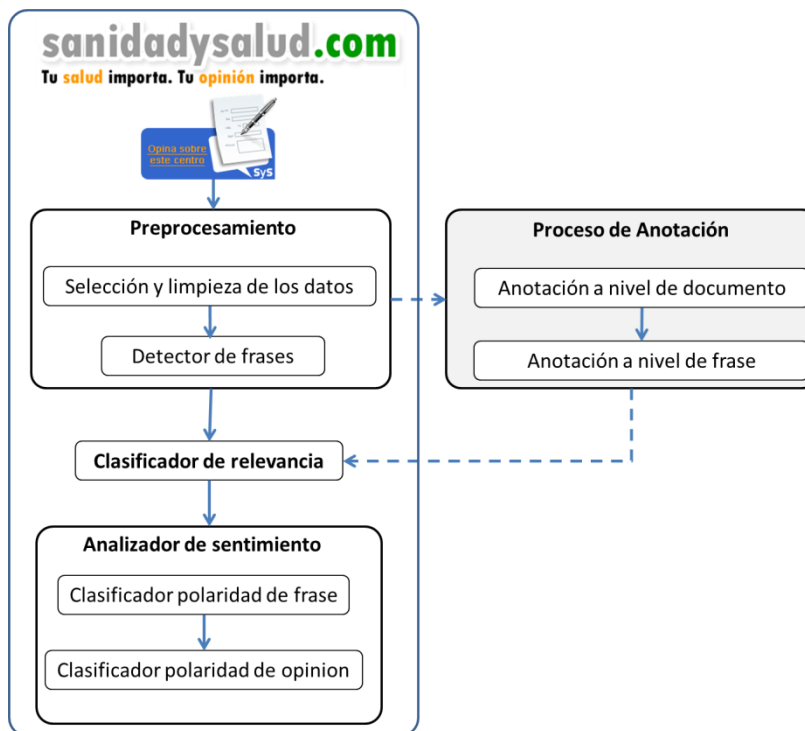 sanidadysalud.com
Tu salud importa. Tu opinión importa.
Opina sobre
este centro
sys
Preprocesamiento
Selección y limpieza de los datos
Detector de frases
Proceso de Anotación
Anotación a nivel de documento
Anotación a nivel de frase
Clasificador de relevancia
Analizador de sentimiento
Clasificador polaridad de frase
Clasificador polaridad de opinion